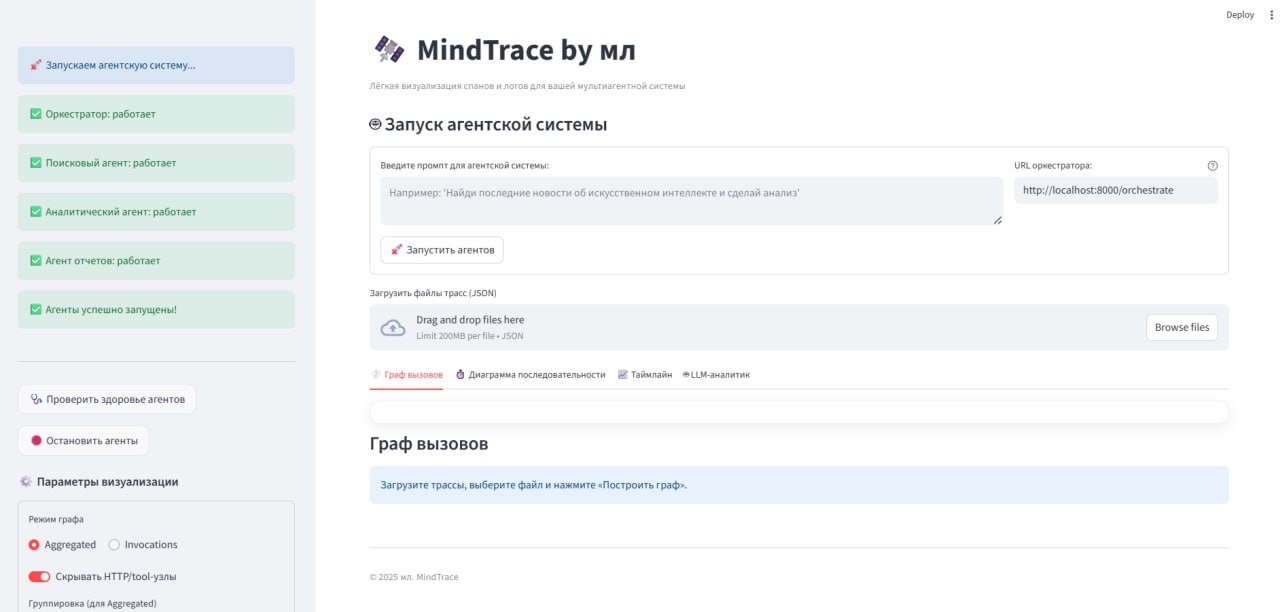 Deploy
Запускаем агентскую систему...
Оркестратор: работает
Поисковый агент: работает
Аналитический агент: работает
Агент отчетов: работает
Агенты успешно запущены!
Проверить здоровье агентов
Остановить агенты
Параметры визуализации
Режим графа
Aggregated Invocations
Скрывать HTTP/tool-узлы
Группировка (для Aggregated)
MindTrace by мл
Лёгкая визуализация спанов и логов для вашей мультиагентной системы
Запуск агентской системы
Введите промпт для агентской системы:
Например: 'Найди последние новости об искусственном интеллекте и сделай анализ'
URL оркестратора:
http://localhost:8000/orchestrate
Запустить агентов
Загрузить файлы трасс (JSON)
Drag and drop files here
Limit 200MB per file • JSON
Browse files
Граф вызовов Диаграмма последовательности Таймлайн LLM-аналитик
Граф вызовов
Загрузите трассы, выберите файл и нажмите «Построить граф».
© 2025 мл. MindTrace